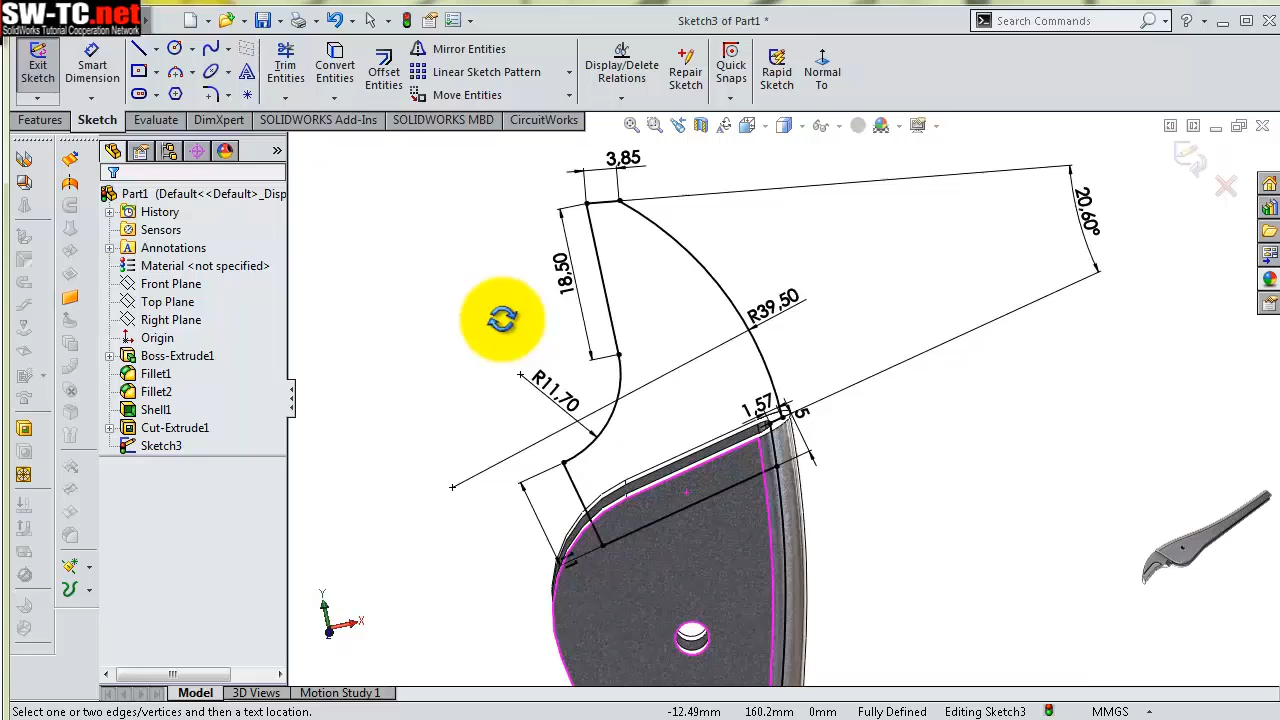 SW-TC.net
SolidWorks Tutorial Cooperation Network
Sketch3 of Part1 *
Search Commands
Exit Sketch
Smart Dimension
Trim Entities
Convert Entities
Offset Entities
Mirror Entities
Linear Sketch Pattern
Move Entities
Display/Delete Relations
Repair Sketch
Quick Snaps
Rapid Sketch
Normal To
Features
Sketch
Evaluate
DimXpert
SOLIDWORKS Add-Ins
SOLIDWORKS MBD
CircuitWorks
Part1 (Default<<Default>_Disp
History
Sensors
Annotations
Material <not specified>
Front Plane
Top Plane
Right Plane
Origin
Boss-Extrude1
Fillet1
Fillet2
Shell1
Cut-Extrude1
Sketch3
3,85
20,60°
18,50
R39,50
R11,70
1,57
5
Y
X
Model
3D Views
Motion Study 1
Select one or two edges/vertices and then a text location.
-12.49mm
160.2mm
0mm
Fully Defined
Editing Sketch3
MMGS